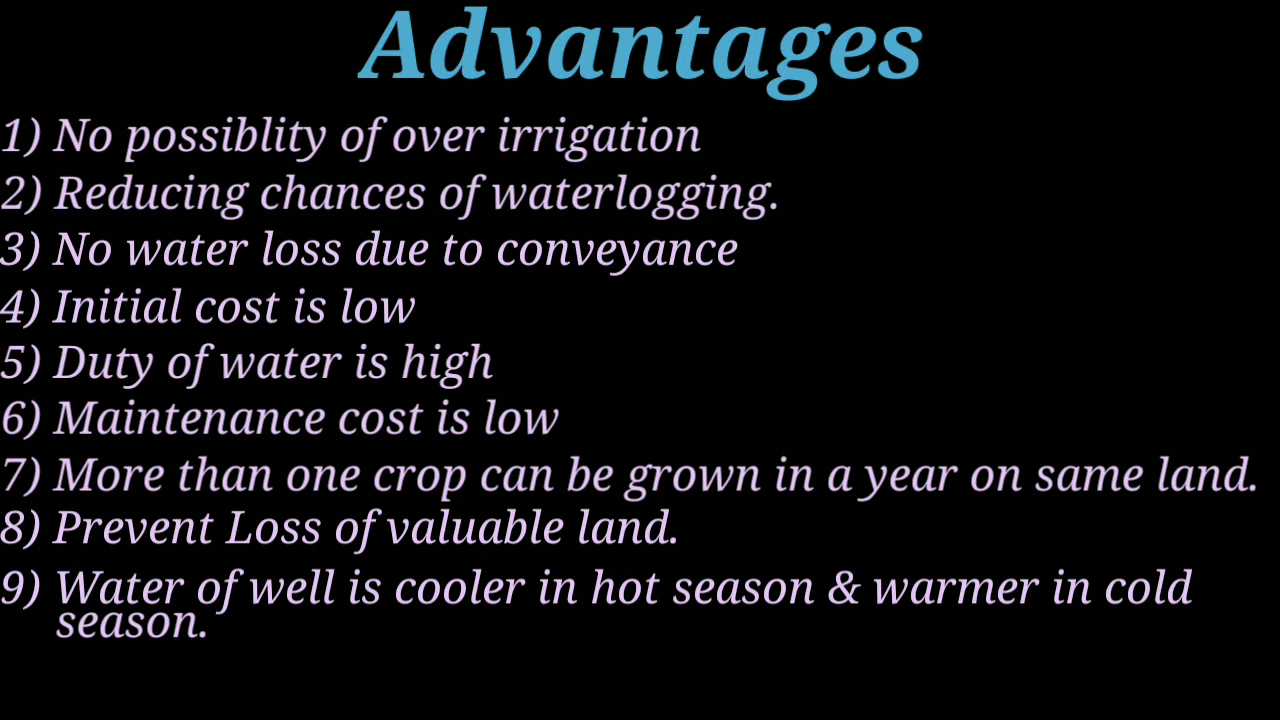 Advantages
1) No possiblity of over irrigation
2) Reducing chances of waterlogging.
3) No water loss due to conveyance
4) Initial cost is low
5) Duty of water is high
6) Maintenance cost is low
7) More than one crop can be grown in a year on same land.
8) Prevent Loss of valuable land.
9) Water of well is cooler in hot season & warmer in cold
season.